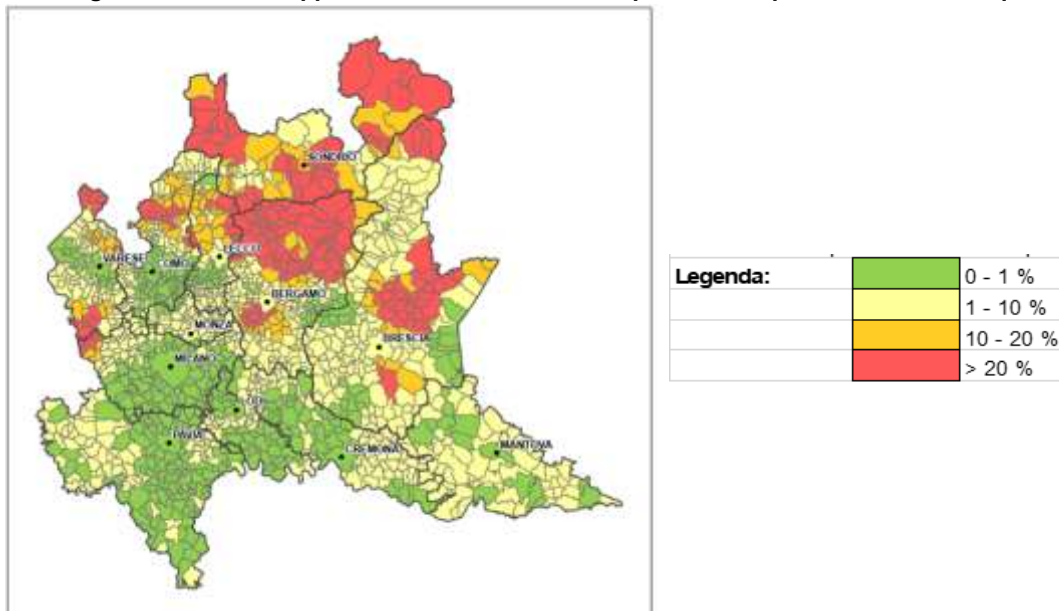 SONDRIO
LECCO
VARESE
COMO
BERGAMO
MONZA
BRESCIA
MILANO
LODI
PAVIA
CREMONA
MANTOVA
Legenda:
0 - 1 %
1 - 10 %
10 - 20 %
> 20 %